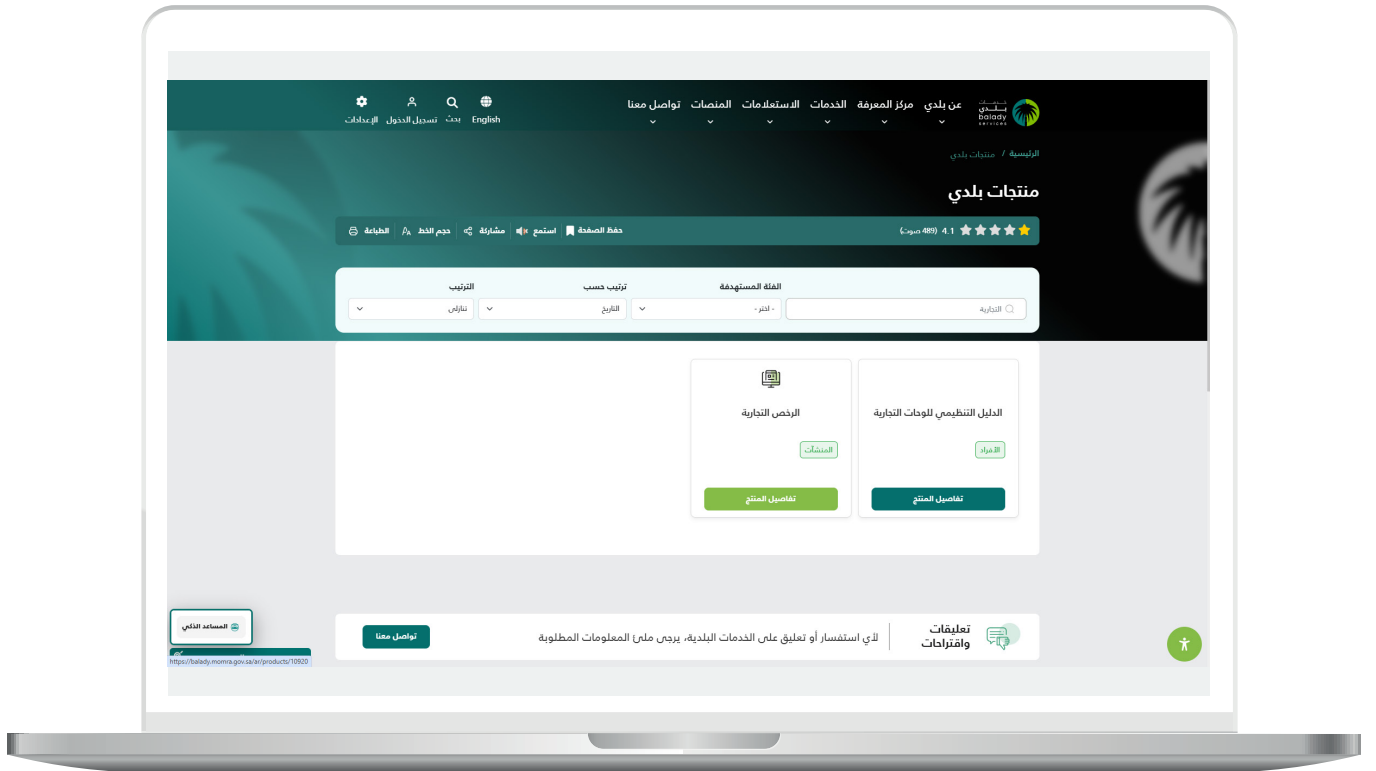 خدمات
بلدي
balady
services
عن بلدي
مركز المعرفة
الخدمات
الاستعلامات
المنصات
تواصل معنا
English
بحث
تسجيل الدخول
الإعدادات
الرئيسية / منتجات بلدي
منتجات بلدي
4.1 (489 صوت)
حفظ الصفحة
استمع
مشاركة
حجم الخط
الطباعة
الفئة المستهدفة
ترتيب حسب
الترتيب
التجارية
- اختر -
التاريخ
تنازلي
الدليل التنظيمي للوحات التجارية
الأفراد
تفاصيل المنتج
الرخص التجارية
المنشآت
تفاصيل المنتج
تعليقات
واقتراحات
لأي استفسار أو تعليق على الخدمات البلدية، يرجى ملئ المعلومات المطلوبة
تواصل معنا
المساعد الذكي
https://balady.momra.gov.sa/ar/products/10920